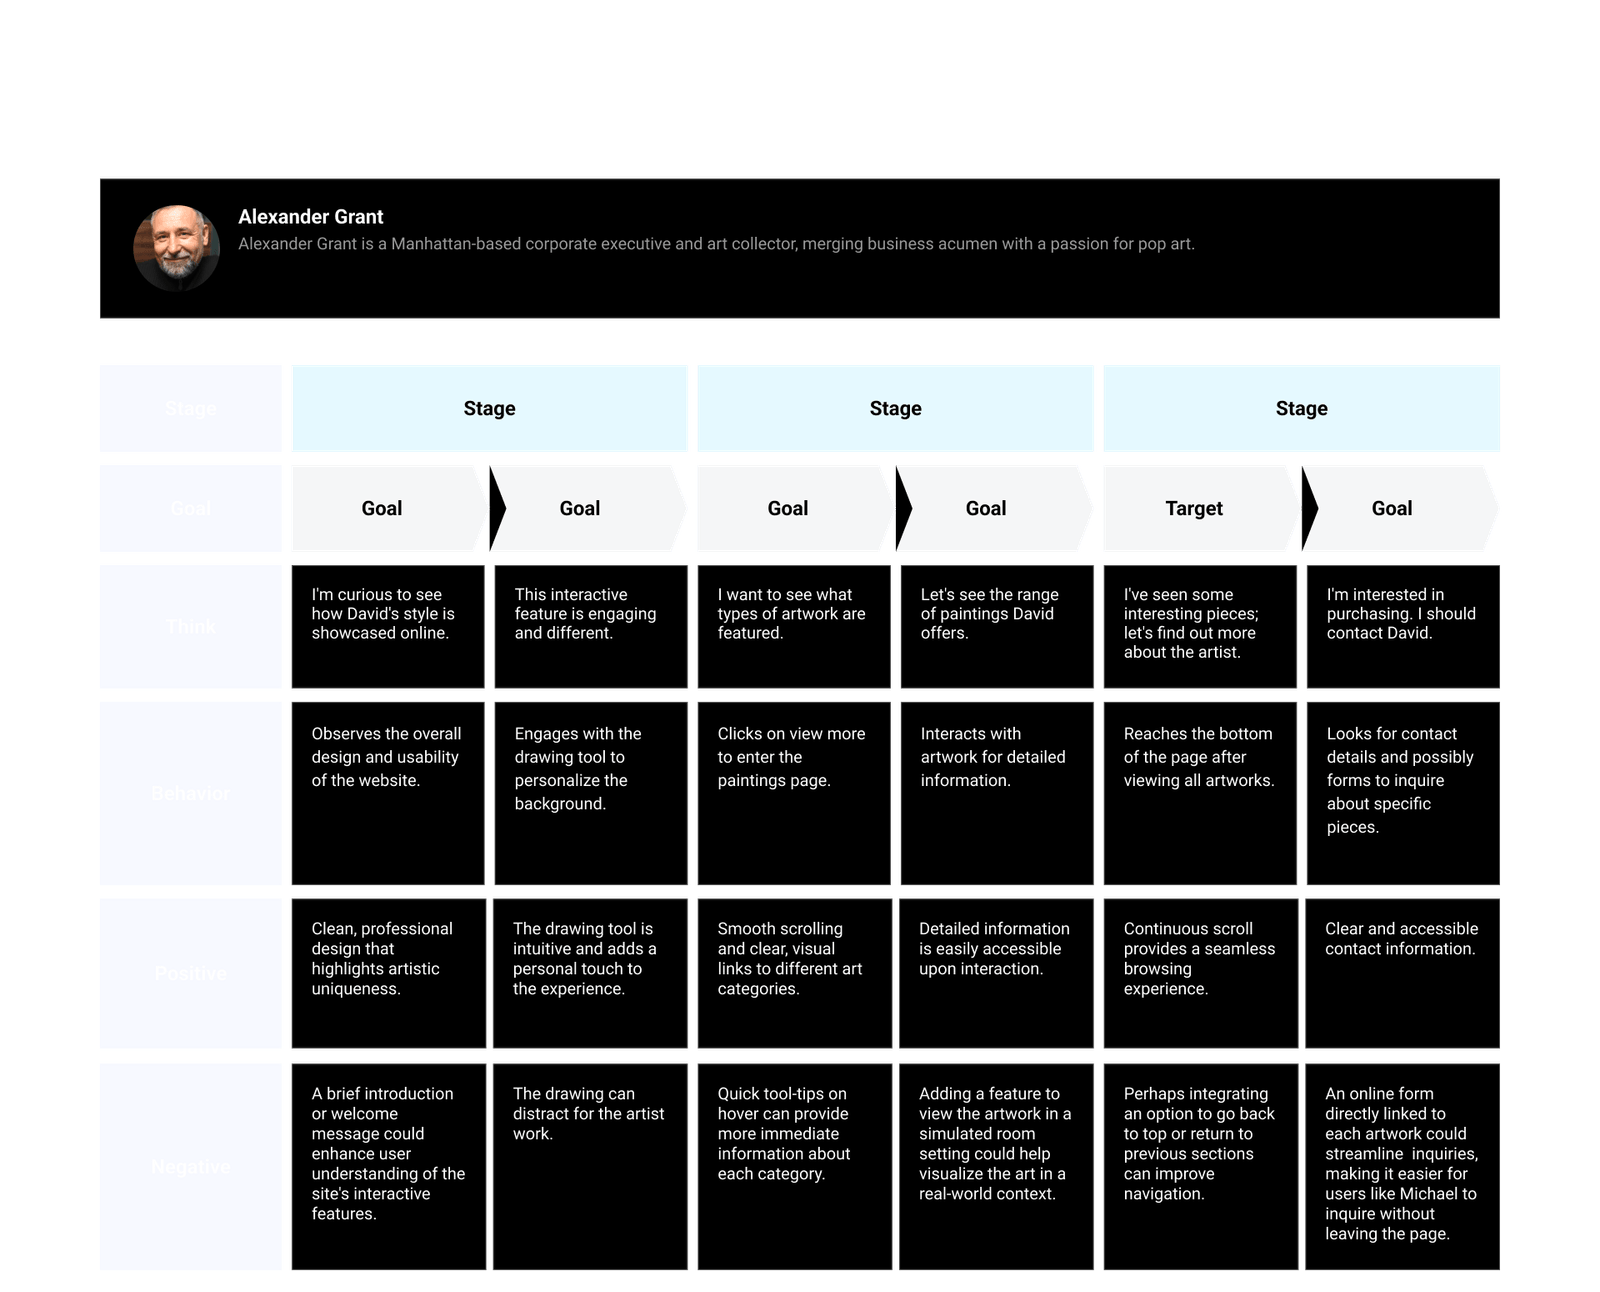 Alexander Grant
Alexander Grant is a Manhattan-based corporate executive and art collector, merging business acumen with a passion for pop art.
Stage
Stage
Stage
Stage
Goal
Goal
Goal
Goal
Goal
Target
Goal
Think
I'm curious to see
how David's style is
showcased online.
This interactive
feature is engaging
and different.
I want to see what
types of artwork are
featured.
Let's see the range
of paintings David
offers.
I've seen some
interesting pieces;
let's find out more
about the artist.
I'm interested in
purchasing. I should
contact David.
Behavior
Observes the overall
design and usability
of the website.
Engages with the
drawing tool to
personalize the
background.
Clicks on view more
to enter the
paintings page.
Interacts with
artwork for detailed
information.
Reaches the bottom
of the page after
viewing all artworks.
Looks for contact
details and possibly
forms to inquire
about specific
pieces.
Positive
Clean, professional
design that
highlights artistic
uniqueness.
The drawing tool is
intuitive and adds a
personal touch to
the experience.
Smooth scrolling
and clear, visual
links to different art
categories.
Detailed information
is easily accessible
upon interaction.
Continuous scroll
provides a seamless
browsing
experience.
Clear and accessible
contact information.
Negative
A brief introduction
or welcome
message could
enhance user
understanding of the
site's interactive
features.
The drawing can
distract for the artist
work.
Quick tool-tips on
hover can provide
more immediate
information about
each category.
Adding a feature to
view the artwork in a
simulated room
setting could help
visualize the art in a
real-world context.
Perhaps integrating
an option to go back
to top or return to
previous sections
can improve
navigation.
An online form
directly linked to
each artwork could
streamline  inquiries,
making it easier for
users like Michael to
inquire without
leaving the page.